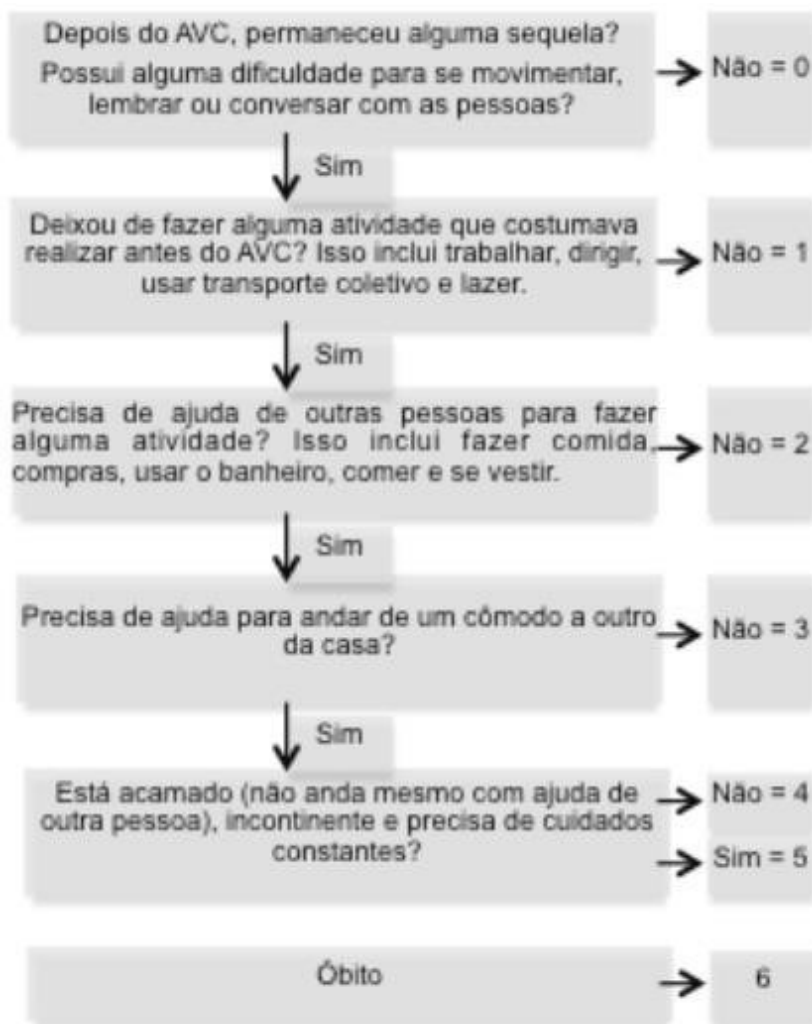 Depois do AVC, permaneceu alguma sequela?
Possui alguma dificuldade para se movimentar,
lembrar ou conversar com as pessoas?
Não = 0
Sim
Deixou de fazer alguma atividade que costumava
realizar antes do AVC? Isso inclui trabalhar, dirigir,
usar transporte coletivo e lazer.
Não = 1
Sim
Precisa de ajuda de outras pessoas para fazer
alguma atividade? Isso inclui fazer comida,
compras, usar o banheiro, comer e se vestir.
Não = 2
Sim
Precisa de ajuda para andar de um cômodo a outro
da casa?
Não = 3
Sim
Está acamado (não anda mesmo com ajuda de
outra pessoa), incontinente e precisa de cuidados
constantes?
Não = 4
Sim = 5
Óbito
6